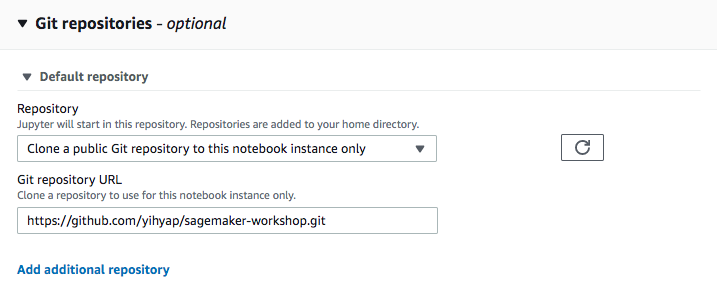 Git repositories - optional
Default repository
Repository
Jupyter will start in this repository. Repositories are added to your home directory.
Clone a public Git repository to this notebook instance only
Git repository URL
Clone a repository to use for this notebook instance only.
https://github.com/yihyap/sagemaker-workshop.git
Add additional repository